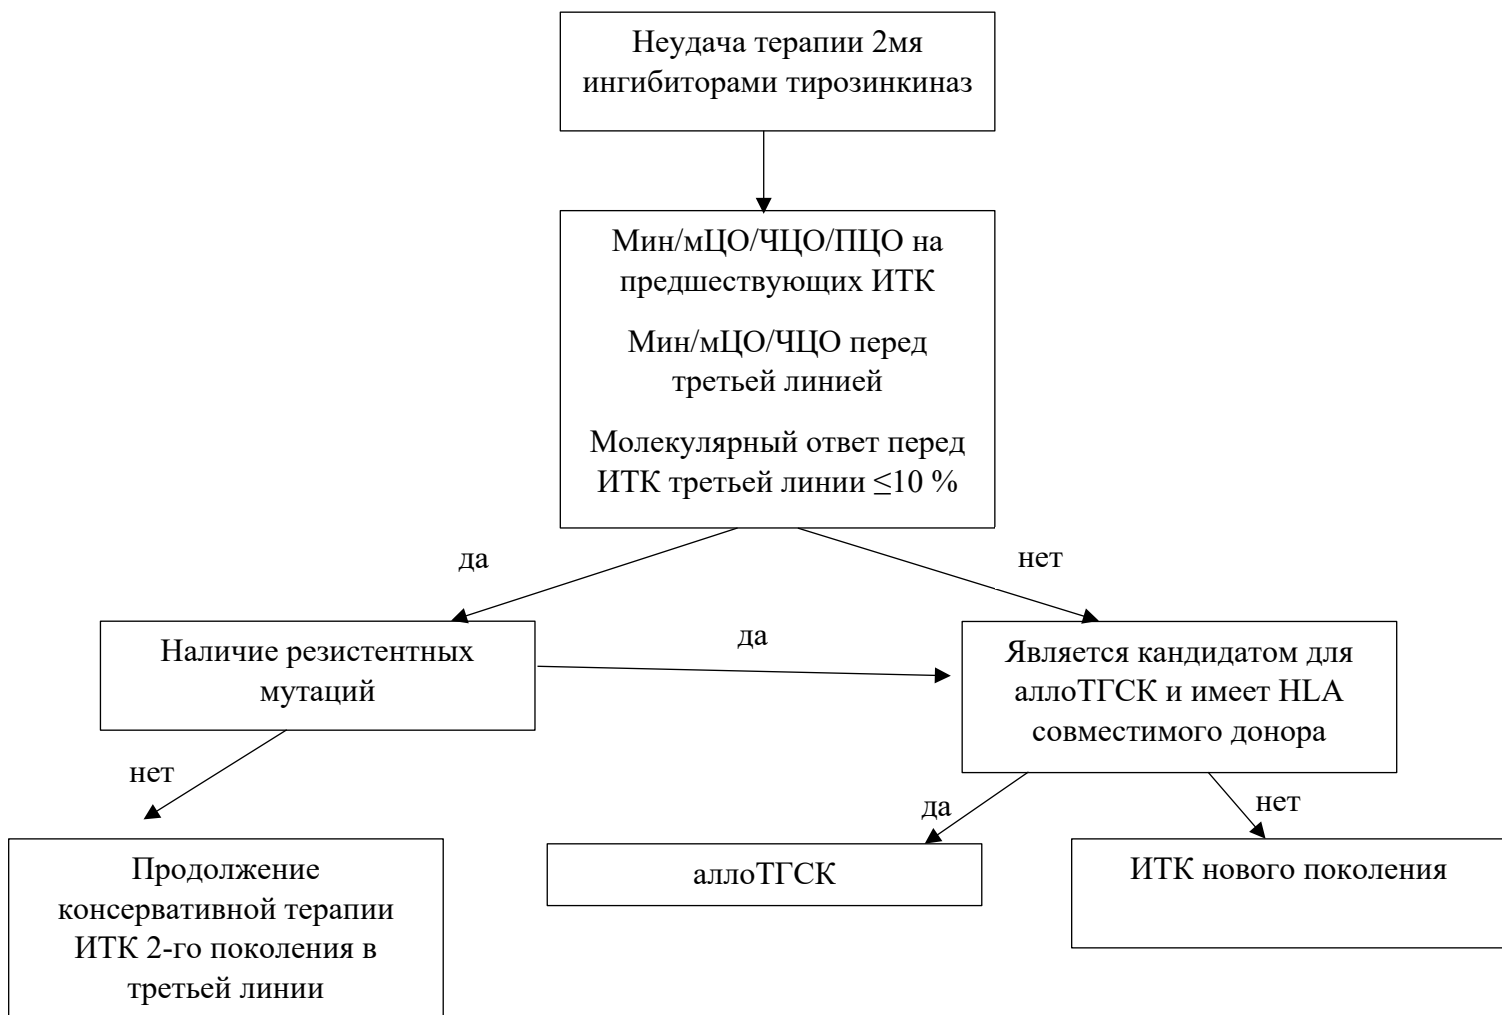 Неудача терапии 2мя
ингибиторами тирозинкиназ
Мин/мЦО/ЧЦО/ПЦО на
предшествующих ИТК
Мин/мЦО/ЧЦО перед
третьей линией
Молекулярный ответ перед
ИТК третьей линии ≤10 %
да
нет
Наличие резистентных
мутаций
да
Является кандидатом для
аллоТГСК и имеет HLA
совместимого донора
нет
да
нет
Продолжение
консервативной терапии
ИТК 2-го поколения в
третьей линии
аллоТГСК
ИТК нового поколения